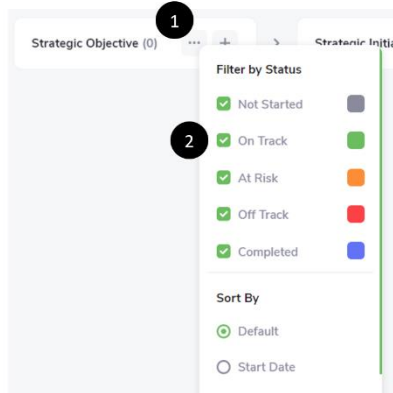 1
Strategic Objective (0) ... + > Strategic Initia
Filter by Status
Not Started
2
On Track
At Risk
Off Track
Completed
Sort By
Default
Start Date